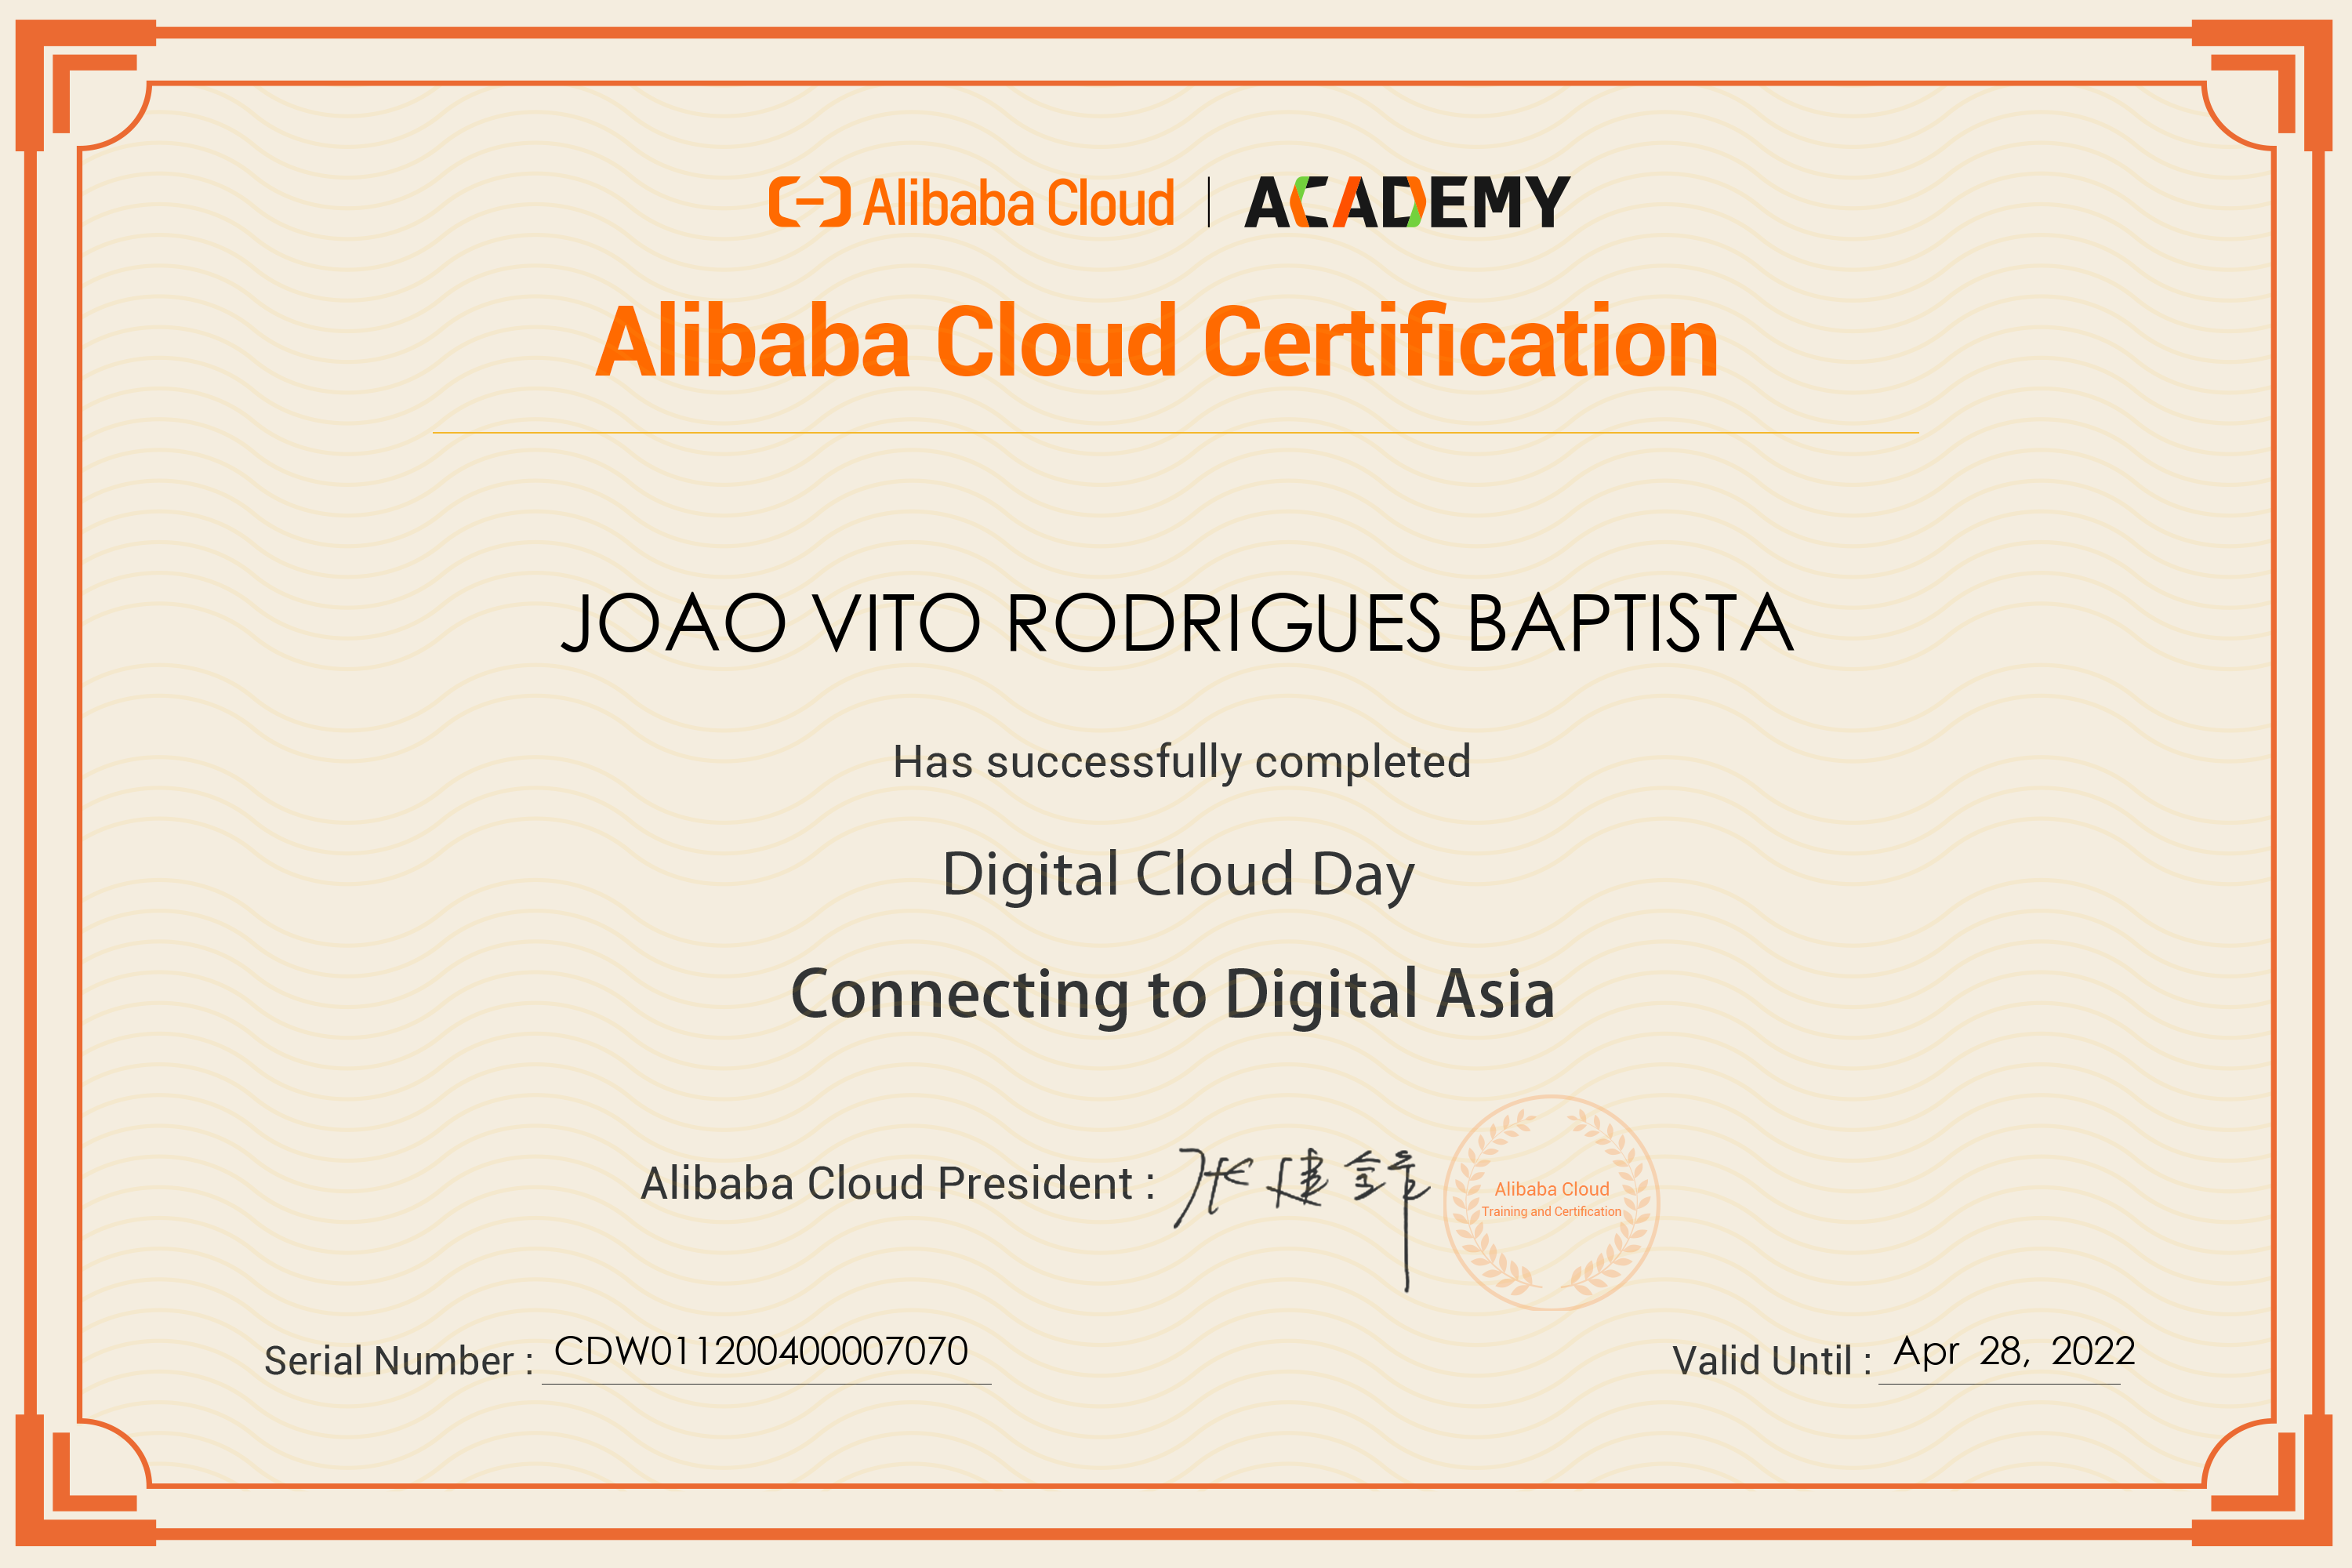 Alibaba Cloud | ACADEMY
Alibaba Cloud Certification
JOAO VITO RODRIGUES BAPTISTA
Has successfully completed
Digital Cloud Day
Connecting to Digital Asia
Alibaba Cloud President : 张建锋
Alibaba Cloud
Training and Certification
Serial Number : CDW011200400007070
Valid Until : Apr 28, 2022